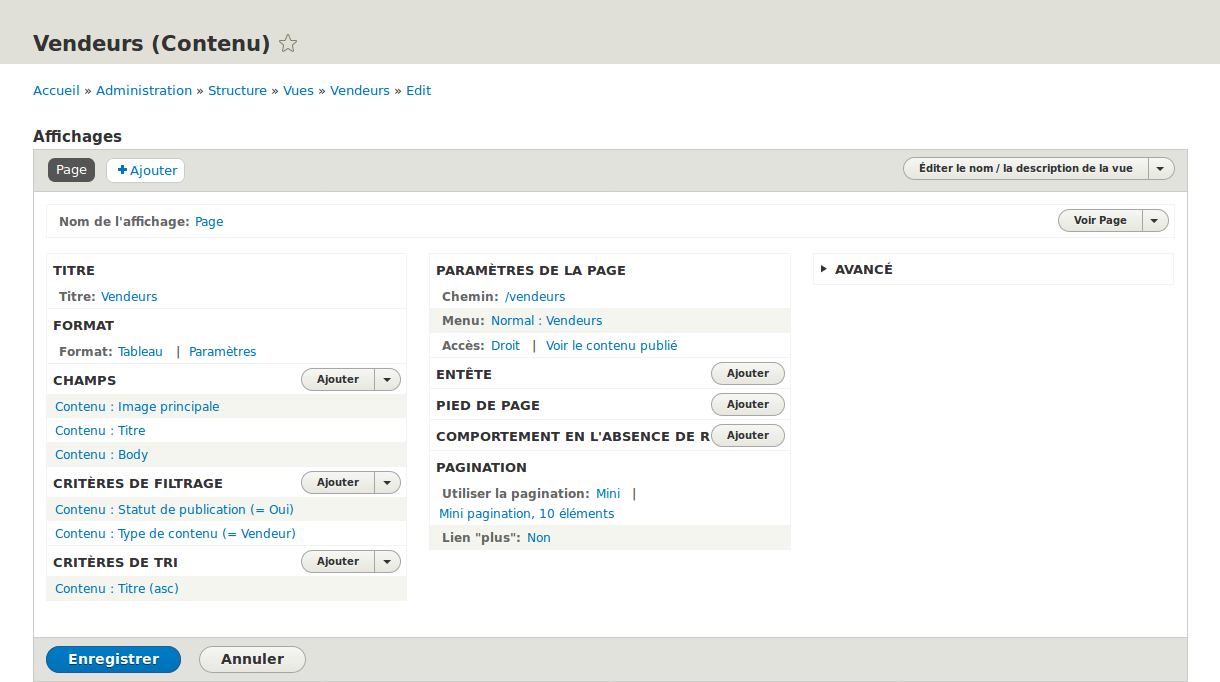 Vendeurs (Contenu)
Accueil » Administration » Structure » Vues » Vendeurs » Edit
Affichages
Page
Ajouter
Éditer le nom / la description de la vue
Nom de l'affichage: Page
Voir Page
TITRE
Titre: Vendeurs
FORMAT
Format: Tableau | Paramètres
CHAMPS
Ajouter
Contenu : Image principale
Contenu : Titre
Contenu : Body
CRITÈRES DE FILTRAGE
Ajouter
Contenu : Statut de publication (= Oui)
Contenu : Type de contenu (= Vendeur)
CRITÈRES DE TRI
Ajouter
Contenu : Titre (asc)
PARAMÈTRES DE LA PAGE
Chemin: /vendeurs
Menu: Normal : Vendeurs
Accès: Droit | Voir le contenu publié
ENTÊTE
Ajouter
PIED DE PAGE
Ajouter
COMPORTEMENT EN L'ABSENCE DE R
Ajouter
PAGINATION
Utiliser la pagination: Mini |
Mini pagination, 10 éléments
Lien "plus": Non
AVANCÉ
Enregistrer
Annuler